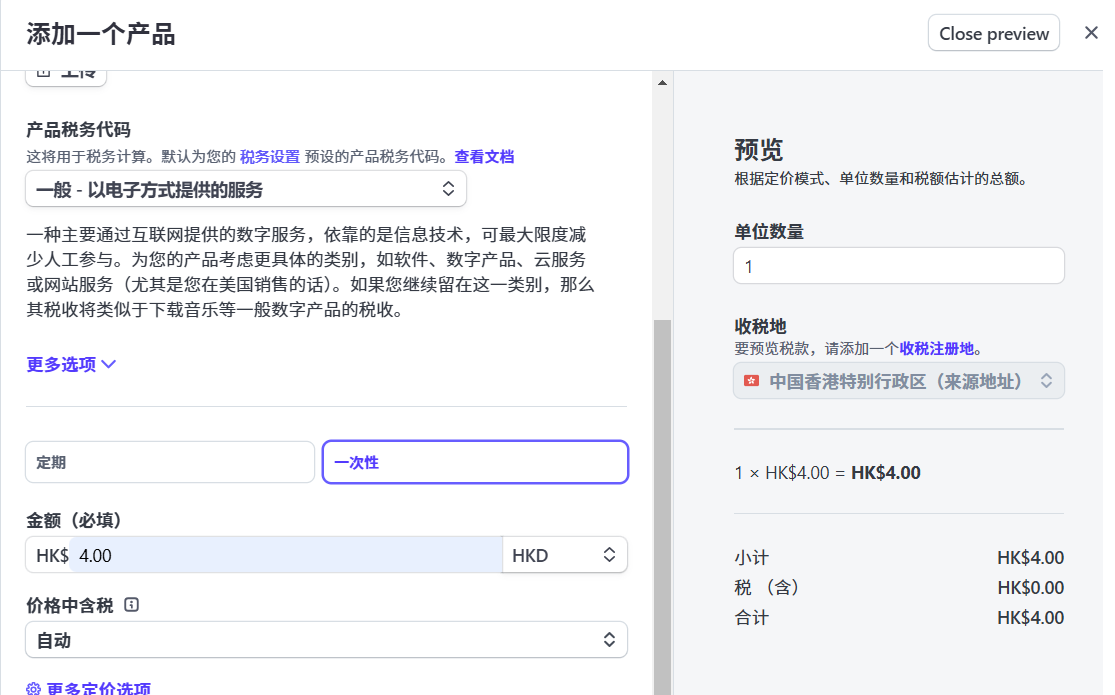 添加一个产品
Close preview
上传
产品税务代码
这将用于税务计算。默认为您的 税务设置 预设的产品税务代码。查看文档
一般 - 以电子方式提供的服务
一种主要通过互联网提供的数字服务，依靠的是信息技术，可最大限度减
少人工参与。为您的产品考虑更具体的类别，如软件、数字产品、云服务
或网站服务（尤其是您在美国销售的话）。如果您继续留在这一类别，那么
其税收将类似于下载音乐等一般数字产品的税收。
更多选项
定期
一次性
金额（必填）
HK$ 4.00 HKD
价格中含税
自动
更多定价选项
预览
根据定价模式、单位数量和税额估计的总额。
单位数量
1
收税地
要预览税款，请添加一个收税注册地。
中国香港特别行政区（来源地址）
1 × HK$4.00 = HK$4.00
小计 HK$4.00
税 （含） HK$0.00
合计 HK$4.00